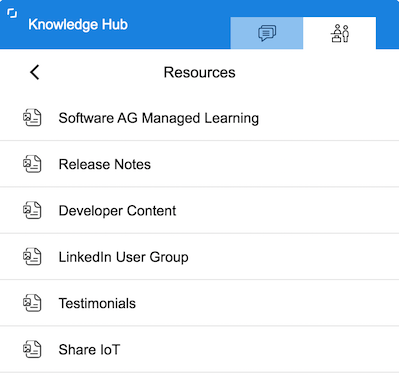 Knowledge Hub
Resources
Software AG Managed Learning
Release Notes
Developer Content
LinkedIn User Group
Testimonials
Share IoT